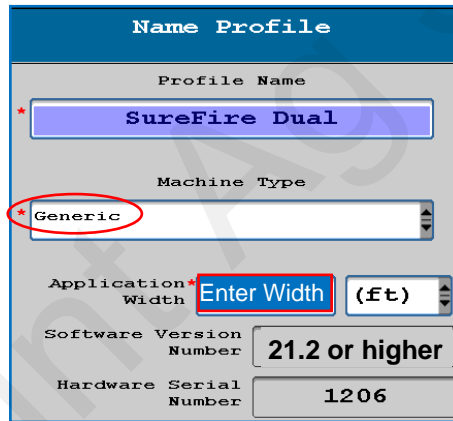 Name Profile
Profile Name
* SureFire Dual
Machine Type
* Generic
Application*
Width Enter Width (ft)
Software Version
Number 21.2 or higher
Hardware Serial
Number 1206